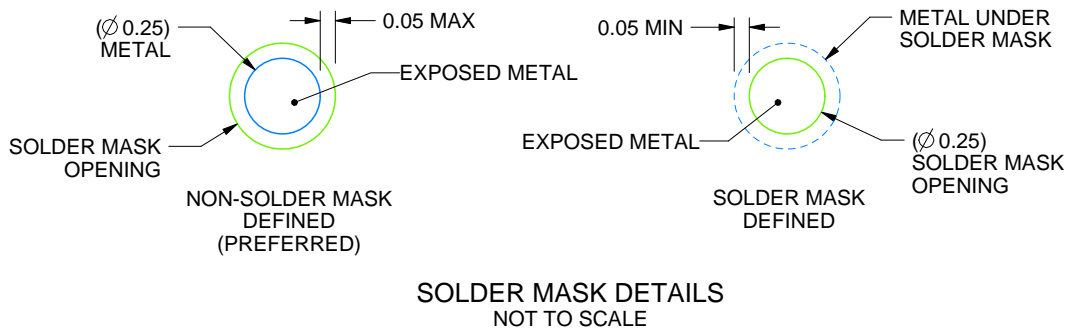 (Ø 0.25)
METAL
0.05 MAX
EXPOSED METAL
SOLDER MASK
OPENING
NON-SOLDER MASK
DEFINED
(PREFERRED)
0.05 MIN
METAL UNDER
SOLDER MASK
EXPOSED METAL
(Ø 0.25)
SOLDER MASK
OPENING
SOLDER MASK
DEFINED
SOLDER MASK DETAILS
NOT TO SCALE